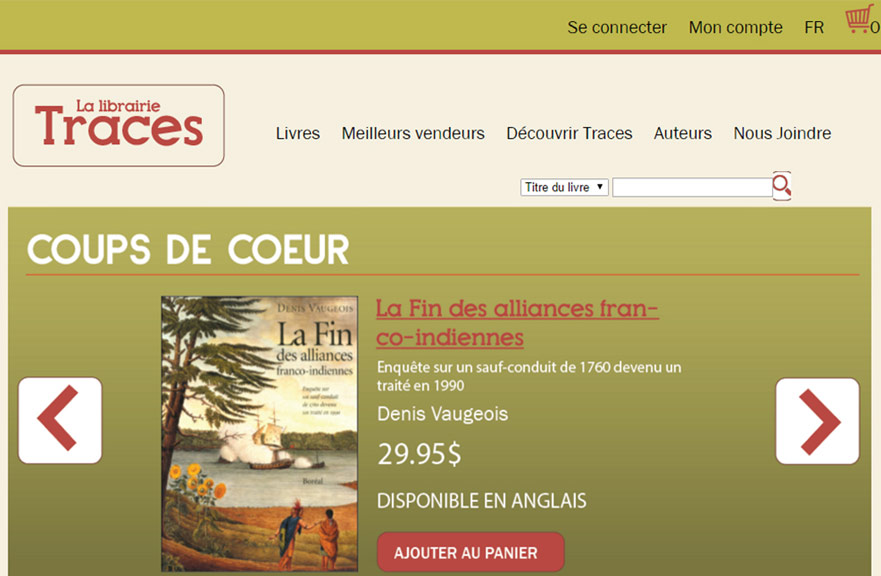 Se connecter Mon compte FR 0
La librairie
Traces
Livres Meilleurs vendeurs Découvrir Traces Auteurs Nous Joindre
Titre du livre
COUPS DE COEUR
DENIS VAUGEOIS
La Fin
des alliances
franco-indiennes
Enquête sur
un sauf-conduit
de 1760 devenu
un traité en 1990
Boréal
La Fin des alliances fran-
co-indiennes
Enquête sur un sauf-conduit de 1760 devenu un
traité en 1990
Denis Vaugeois
29.95$
DISPONIBLE EN ANGLAIS
AJOUTER AU PANIER